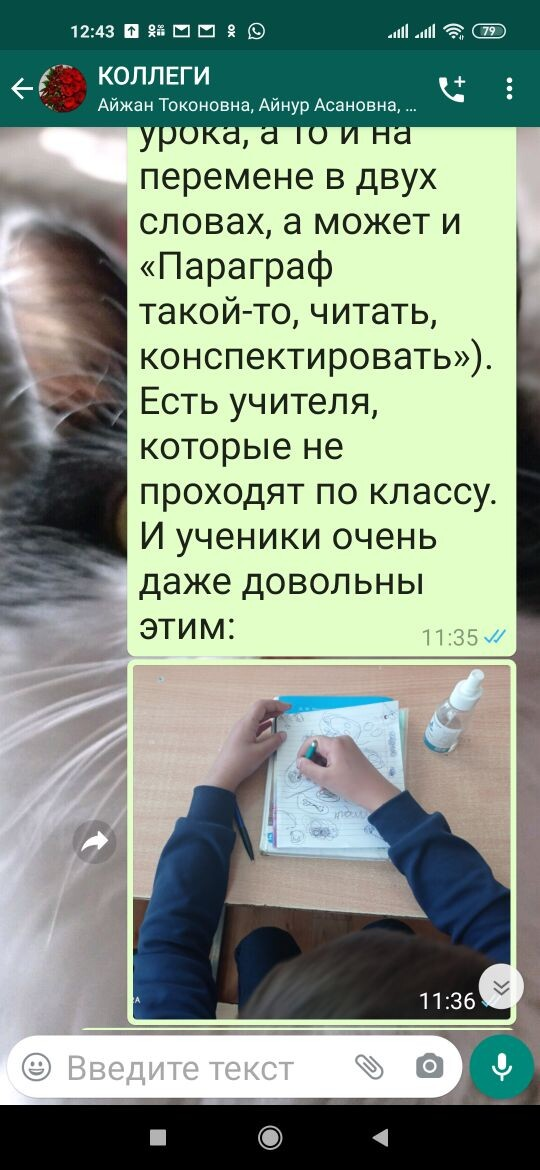 12:43
79
КОЛЛЕГИ
Айжан Токоновна, Айнур Асановна, ...
урока, а то и на
перемене в двух
словах, а может и
«Параграф
такой-то, читать,
конспектировать»).
Есть учителя,
которые не
проходят по классу.
И ученики очень
даже довольны
этим:
11:35
11:36
Введите текст